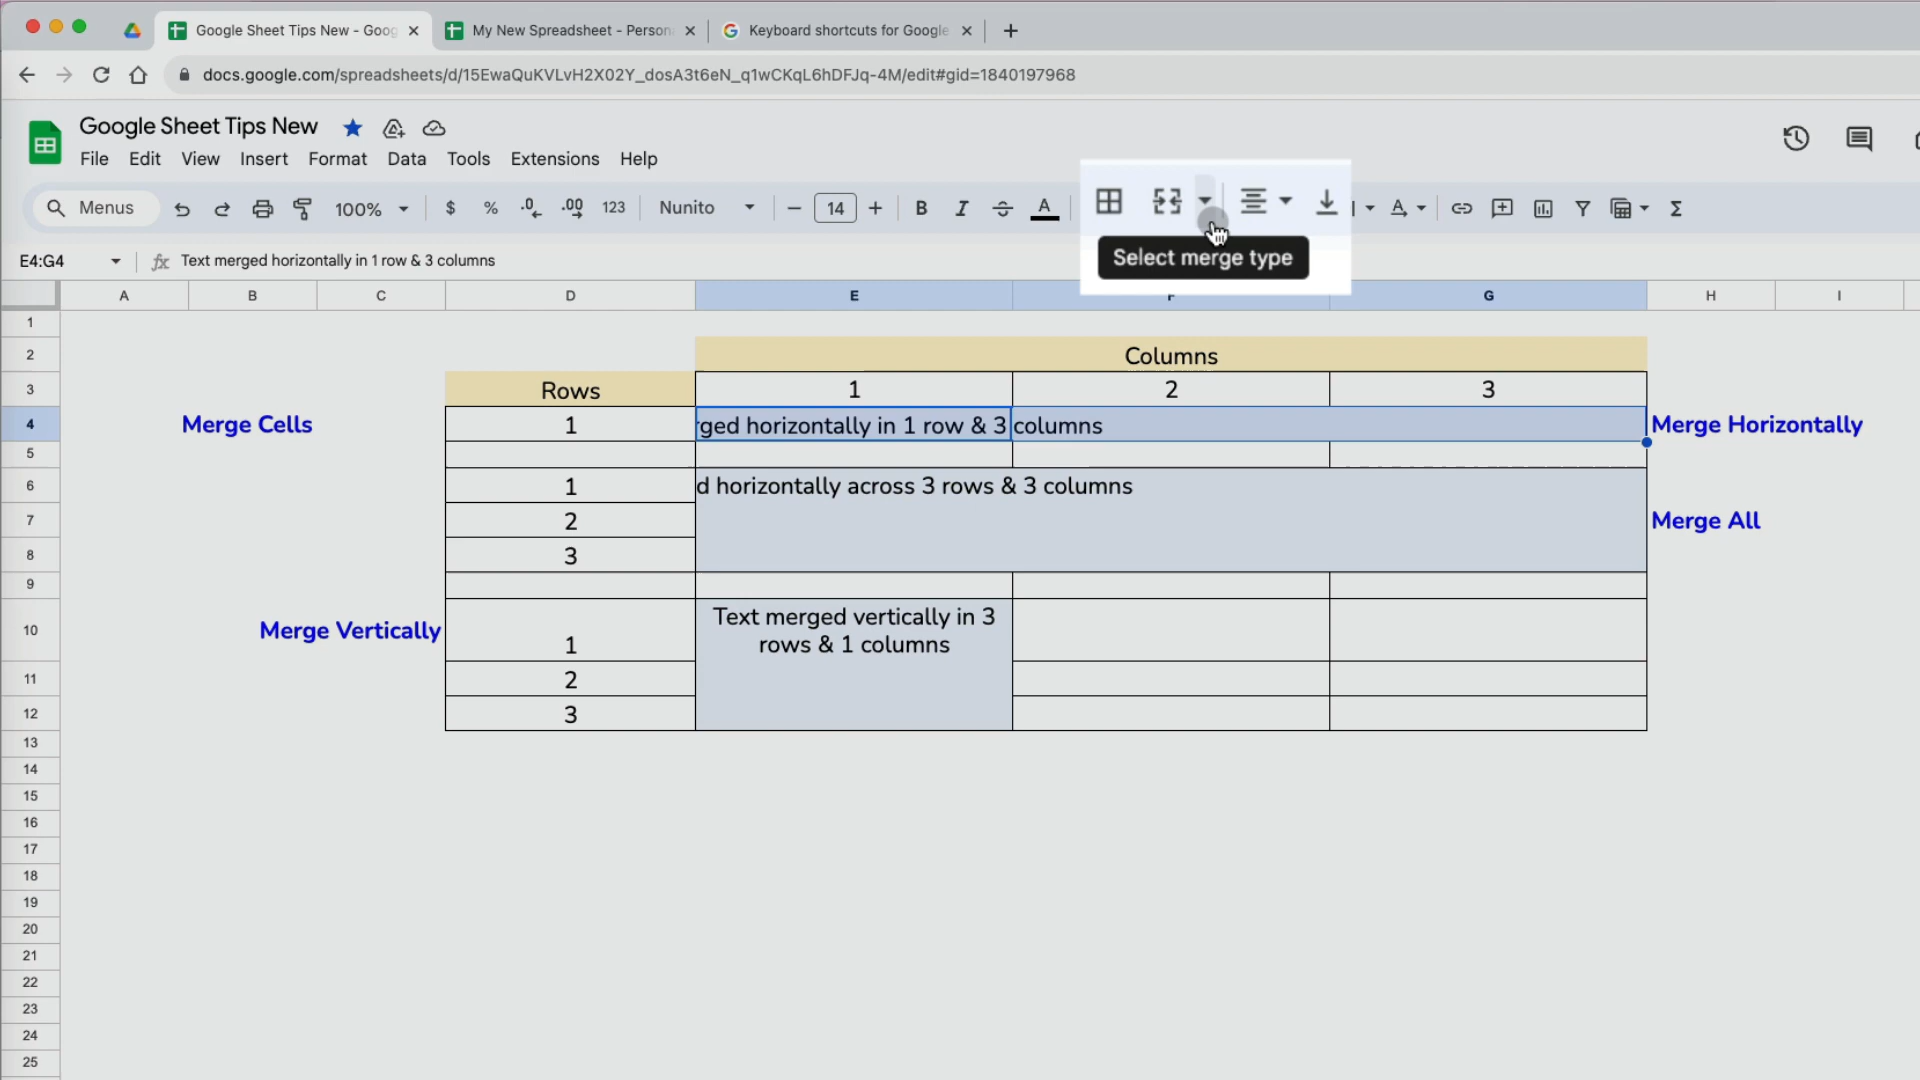 Google Sheet Tips New - Goog
My New Spreadsheet - Person
Keyboard shortcuts for Google
docs.google.com/spreadsheets/d/15EwaQuKVLvH2X02Y_dosA3t6eN_q1wCKqL6hDFJq-4M/edit#gid=1840197968
Google Sheet Tips New
File Edit View Insert Format Data Tools Extensions Help
Menus 100% $ % .0 .00 123 Nunito 14 B I A A Σ
Select merge type
E4:G4 fx Text merged horizontally in 1 row & 3 columns
A B C D E F G H I
1
2 Columns
3 Rows 1 2 3
4 Merge Cells 1 ged horizontally in 1 row & 3 columns Merge Horizontally
5
6 1 d horizontally across 3 rows & 3 columns
7 2 Merge All
8 3
9
10 Merge Vertically 1 Text merged vertically in 3
rows & 1 columns
11 2
12 3
13
14
15
16
17
18
19
20
21
22
23
24
25